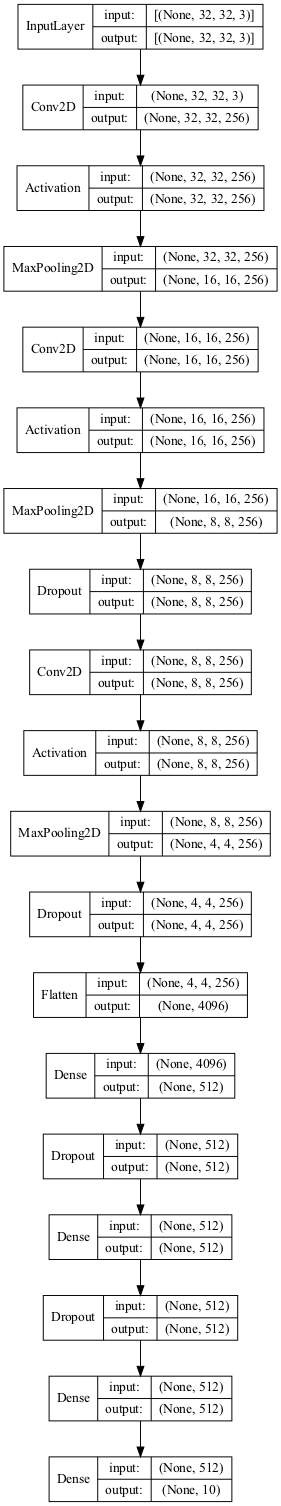 InputLayer input: [(None, 32, 32, 3)]
output: [(None, 32, 32, 3)]
Conv2D input: (None, 32, 32, 3)
output: (None, 32, 32, 256)
Activation input: (None, 32, 32, 256)
output: (None, 32, 32, 256)
MaxPooling2D input: (None, 32, 32, 256)
output: (None, 16, 16, 256)
Conv2D input: (None, 16, 16, 256)
output: (None, 16, 16, 256)
Activation input: (None, 16, 16, 256)
output: (None, 16, 16, 256)
MaxPooling2D input: (None, 16, 16, 256)
output: (None, 8, 8, 256)
Dropout input: (None, 8, 8, 256)
output: (None, 8, 8, 256)
Conv2D input: (None, 8, 8, 256)
output: (None, 8, 8, 256)
Activation input: (None, 8, 8, 256)
output: (None, 8, 8, 256)
MaxPooling2D input: (None, 8, 8, 256)
output: (None, 4, 4, 256)
Dropout input: (None, 4, 4, 256)
output: (None, 4, 4, 256)
Flatten input: (None, 4, 4, 256)
output: (None, 4096)
Dense input: (None, 4096)
output: (None, 512)
Dropout input: (None, 512)
output: (None, 512)
Dense input: (None, 512)
output: (None, 512)
Dropout input: (None, 512)
output: (None, 512)
Dense input: (None, 512)
output: (None, 512)
Dense input: (None, 512)
output: (None, 10)